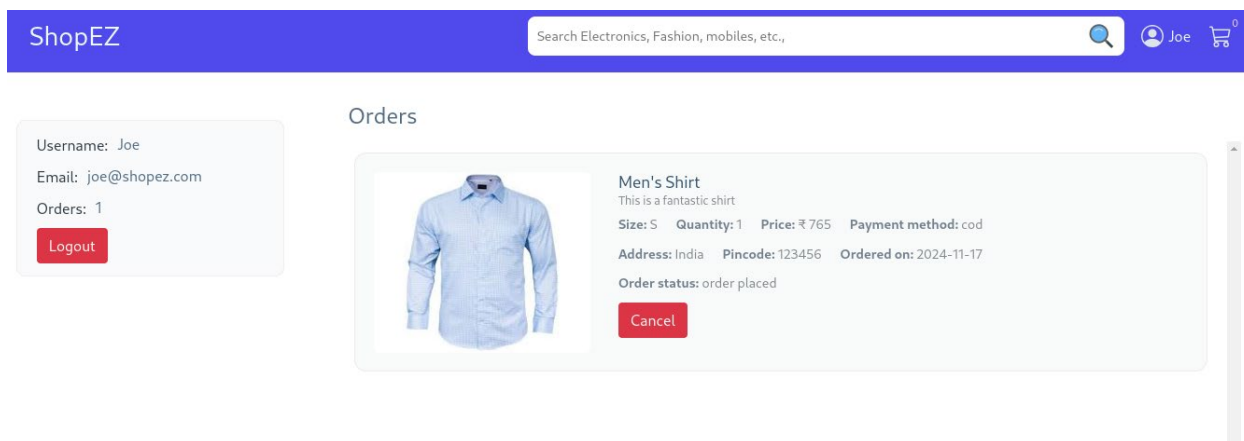 ShopEZ
Search Electronics, Fashion, mobiles, etc.,
Joe
0
Username: Joe
Email: joe@shopez.com
Orders: 1
Logout
Orders
Men's Shirt
This is a fantastic shirt
Size: S Quantity: 1 Price: ₹ 765 Payment method: cod
Address: India Pincode: 123456 Ordered on: 2024-11-17
Order status: order placed
Cancel